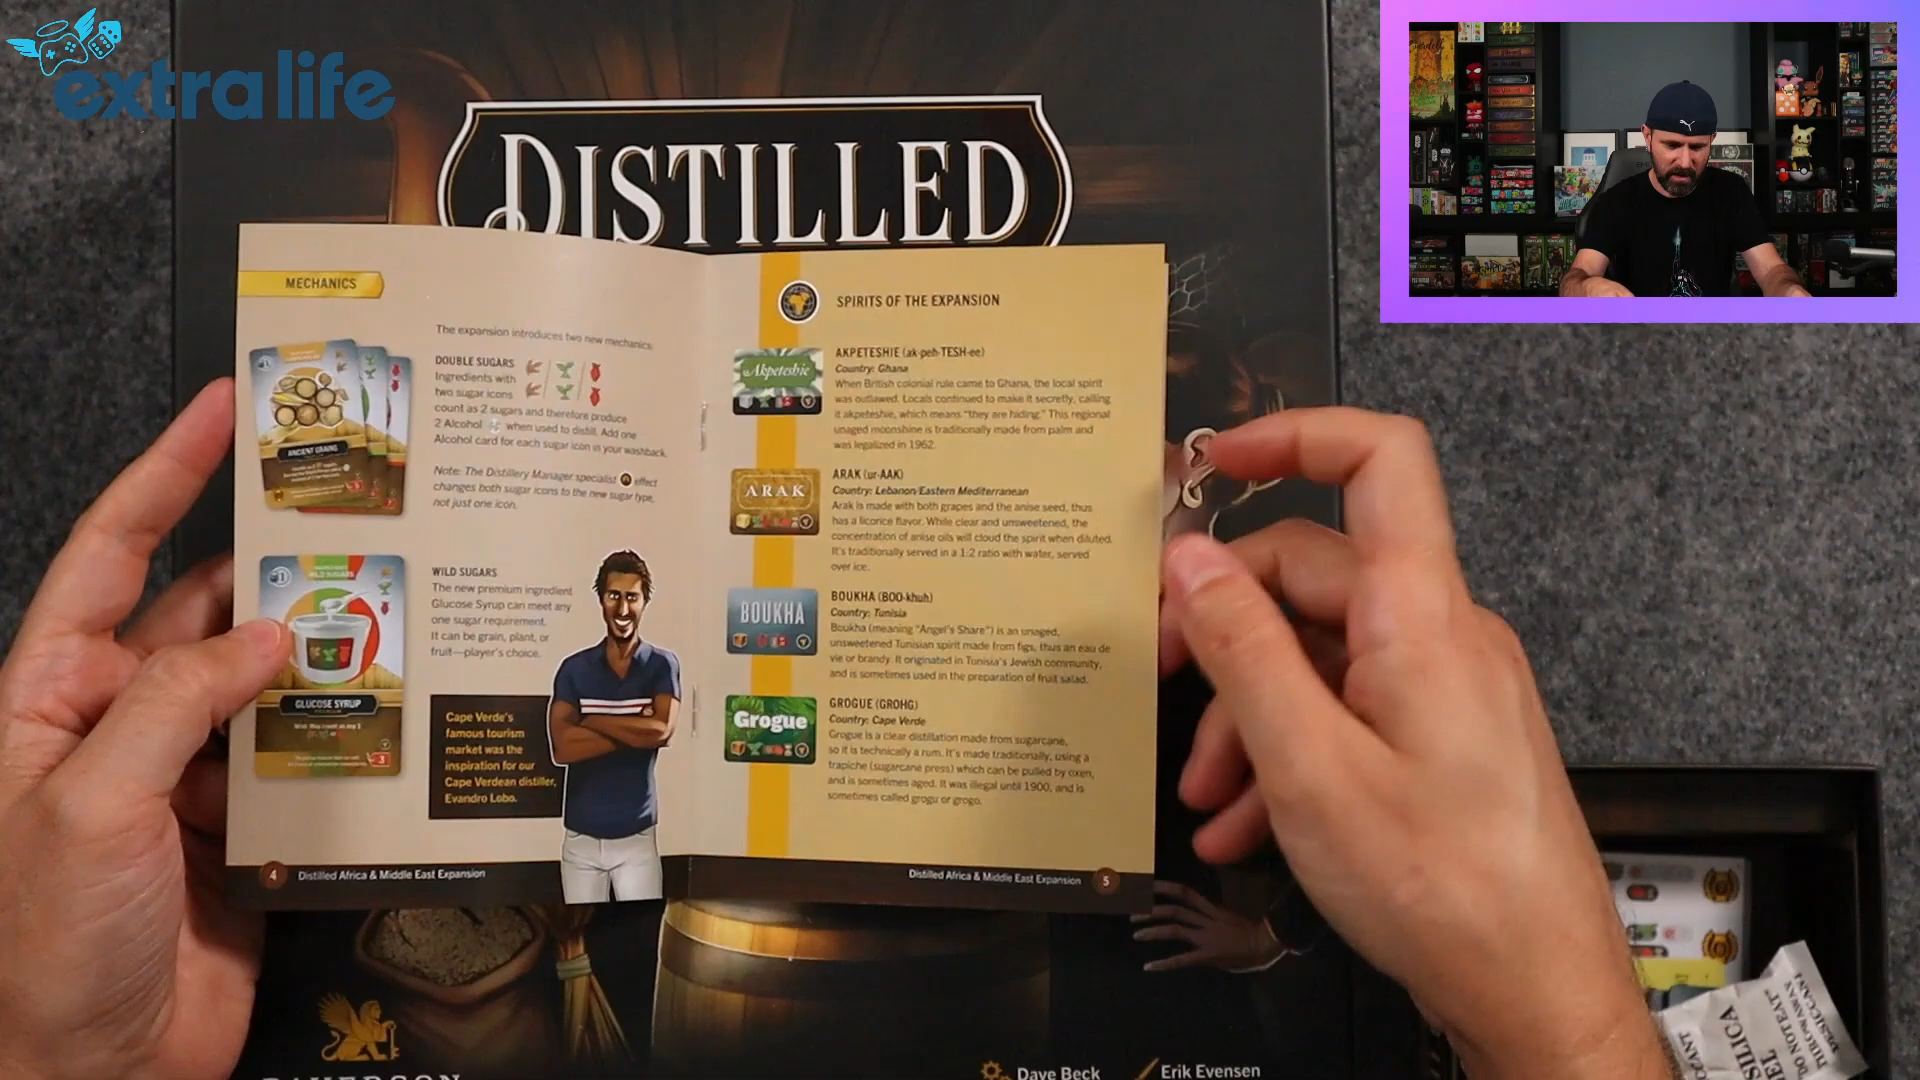 extra life
DISTILLED
MECHANICS
The expansion introduces two new mechanics:
DOUBLE SUGARS
Ingredients with
two sugar icons
count as 2 sugars and therefore produce
2 Alcohol when used to distill. Add one
Alcohol card for each sugar icon in your washback.
Note: The Distillery Manager specialist effect
changes both sugar icons to the new sugar type,
not just one icon.
ANCIENT GRAINS
WILD SUGARS
The new premium ingredient
Glucose Syrup can meet any
one sugar requirement.
It can be grain, plant, or
fruit—player's choice.
WILD SUGARS
1
GLUCOSE SYRUP
3
Cape Verde's
famous tourism
market was the
inspiration for our
Cape Verdean distiller,
Evandro Lobo.
4 Distilled Africa & Middle East Expansion
SPIRITS OF THE EXPANSION
Akpeteshie
AKPETESHIE (ak-peh-TESH-ee)
Country: Ghana
When British colonial rule came to Ghana, the local spirit
was outlawed. Locals continued to make it secretly, calling
it akpeteshie, which means "they are hiding." This regional
unaged moonshine is traditionally made from palm and
was legalized in 1962.
ARAK
ARAK (ur-AAK)
Country: Lebanon/Eastern Mediterranean
Arak is made with both grapes and the anise seed, thus
has a licorice flavor. While clear and unsweetened, the
concentration of anise oils will cloud the spirit when diluted.
It's traditionally served in a 1:2 ratio with water, served
over ice.
BOUKHA
BOUKHA (BOO-khuh)
Country: Tunisia
Boukha (meaning "Angel's Share") is an unaged,
unsweetened Tunisian spirit made from figs, thus an eau de
vie or brandy. It originated in Tunisia's Jewish community,
and is sometimes used in the preparation of fruit salad.
Grogue
GROGUE (GROHG)
Country: Cape Verde
Grogue is a clear distillation made from sugarcane,
so it is technically a rum. It's made traditionally, using a
trapiche (sugarcane press) which can be pulled by oxen,
and is sometimes aged. It was illegal until 1900, and is
sometimes called grogu or grogo.
Distilled Africa & Middle East Expansion 5
Dave Beck
Erik Evensen
SILICA
GEL
"DO NOT EAT"
THROW AWAY
DESICCANT